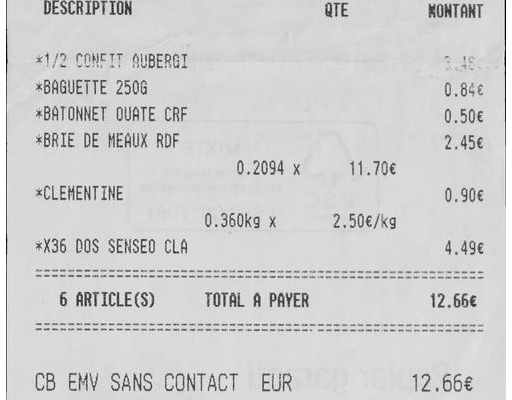 DESCRIPTION QTE MONTANT
*1/2 CONFIT AUBERGI 3.48€
*BAGUETTE 250G 0.84€
*BATONNET OUATE CRF 0.50€
*BRIE DE MEAUX RDF 2.45€
0.2094 x 11.70€
*CLEMENTINE 0.90€
0.360kg x 2.50€/kg
*X36 DOS SENSEO CLA 4.49€
6 ARTICLE(S) TOTAL A PAYER 12.66€
CB EMV SANS CONTACT EUR 12.66€